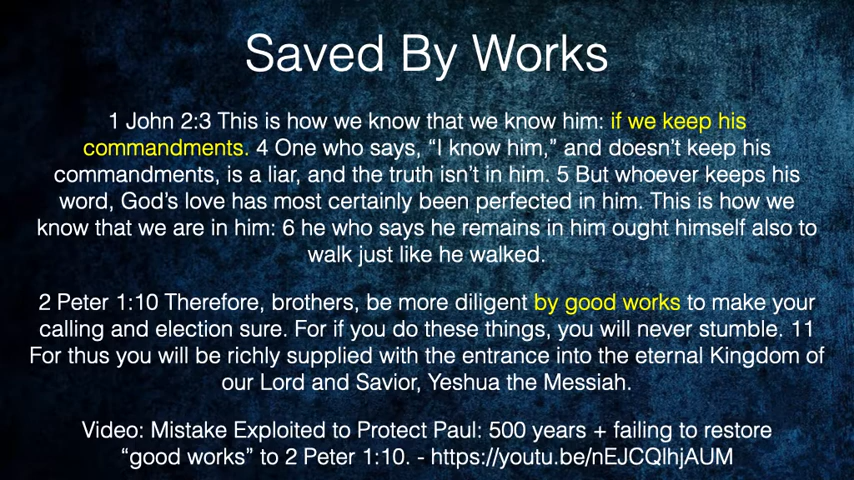 Saved By Works
1 John 2:3 This is how we know that we know him: if we keep his
commandments. 4 One who says, “I know him,” and doesn’t keep his
commandments, is a liar, and the truth isn’t in him. 5 But whoever keeps his
word, God’s love has most certainly been perfected in him. This is how we
know that we are in him: 6 he who says he remains in him ought himself also to
walk just like he walked.
2 Peter 1:10 Therefore, brothers, be more diligent by good works to make your
calling and election sure. For if you do these things, you will never stumble. 11
For thus you will be richly supplied with the entrance into the eternal Kingdom of
our Lord and Savior, Yeshua the Messiah.
Video: Mistake Exploited to Protect Paul: 500 years + failing to restore
“good works” to 2 Peter 1:10. - https://youtu.be/nEJCQlhjAUM